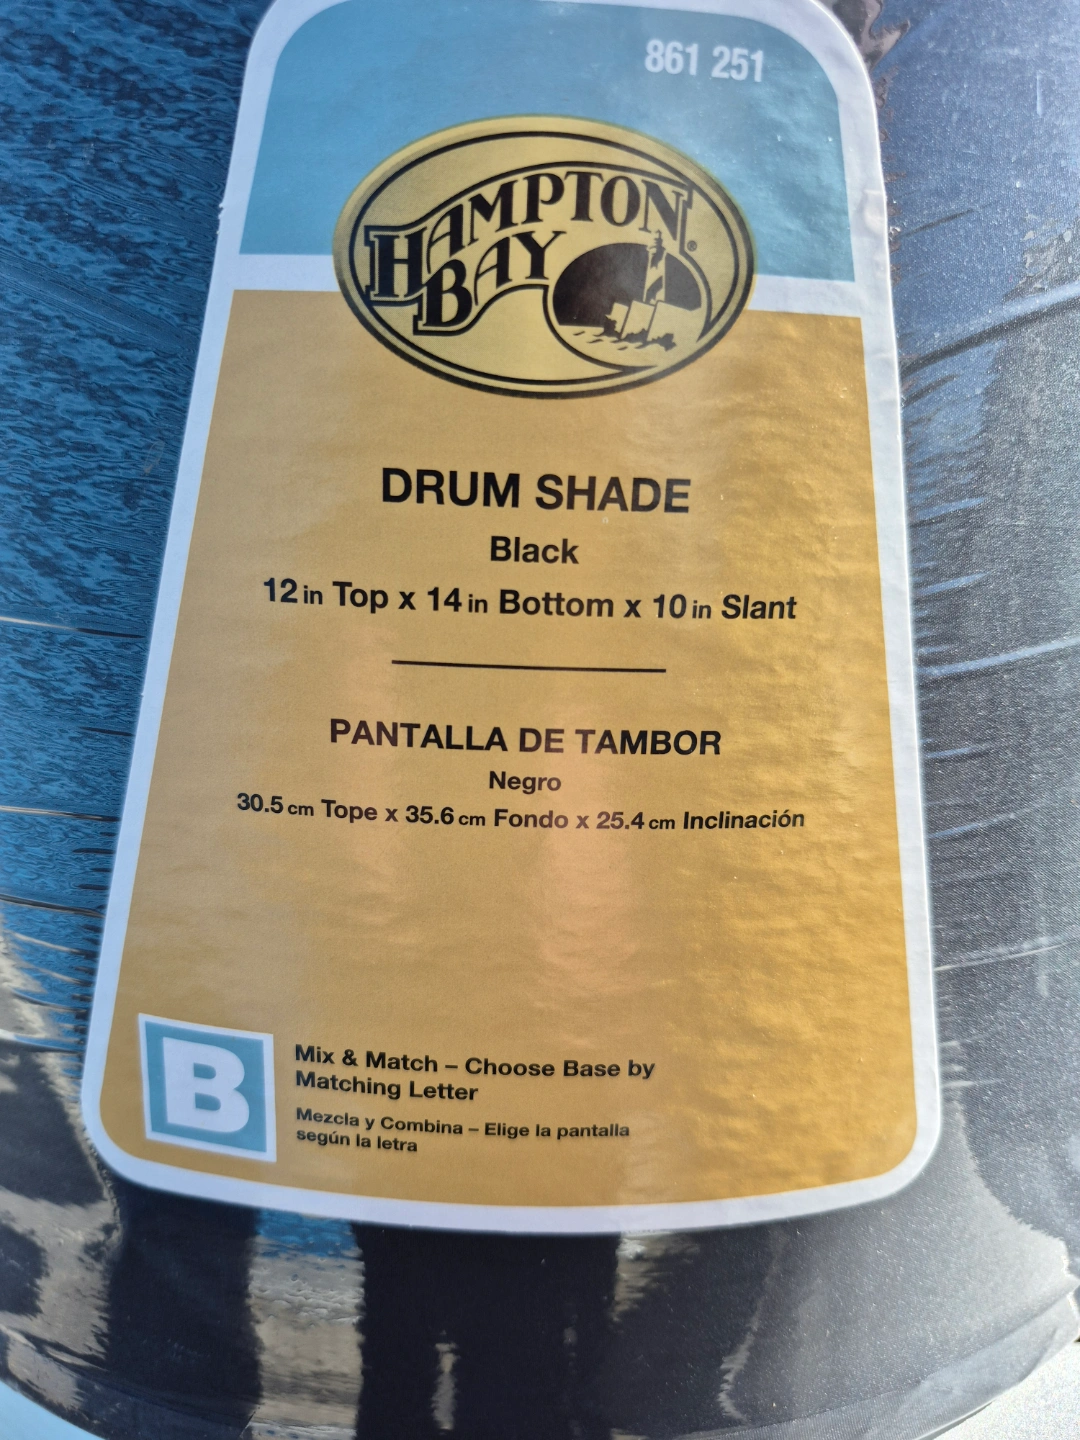 861 251
HAMPTON
BAY
®
DRUM SHADE
Black
12 in Top x 14 in Bottom x 10 in Slant
PANTALLA DE TAMBOR
Negro
30.5 cm Tope x 35.6 cm Fondo x 25.4 cm Inclinación
B
Mix & Match – Choose Base by
Matching Letter
Mezcla y Combina – Elige la pantalla
según la letra